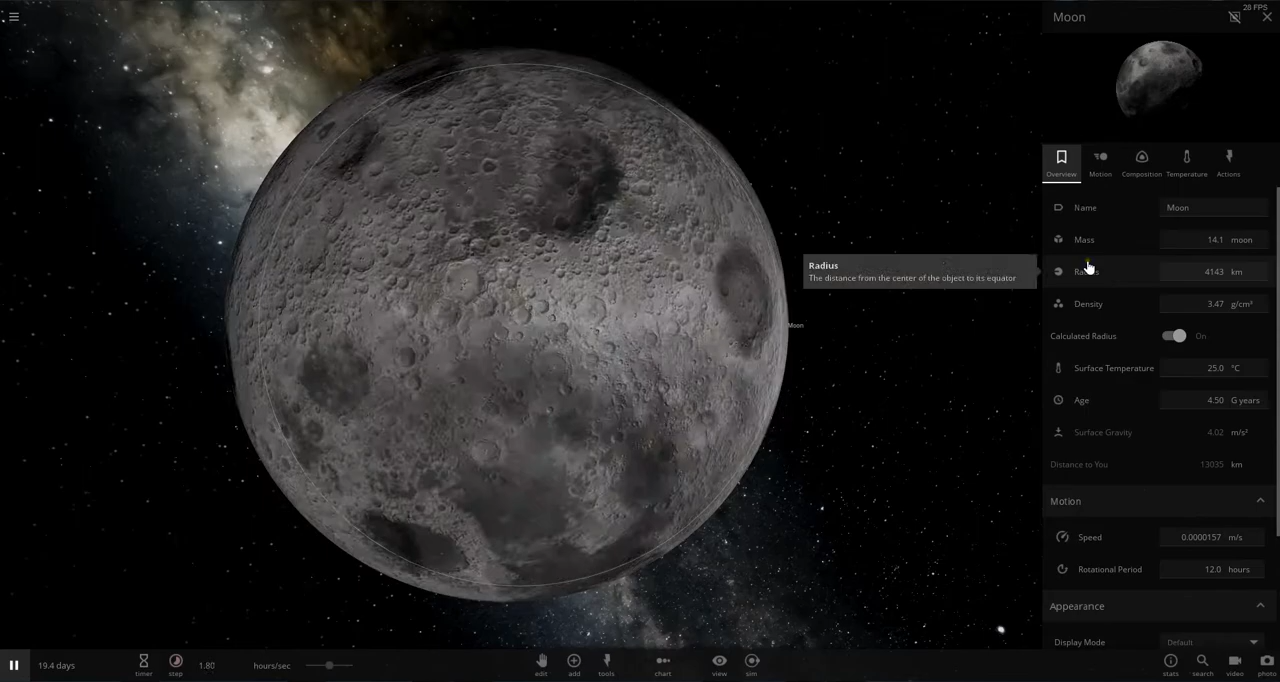 28 FPS
Moon
Overview
Motion
Composition
Temperature
Actions
Name Moon
Mass 14.1 moon
Radius
The distance from the center of the object to its equator
4143 km
Density 3.47 g/cm³
Calculated Radius On
Moon
Surface Temperature 25.0 °C
Age 4.50 G years
Surface Gravity 4.02 m/s²
Distance to You 13035 km
Motion
Speed 0.0000157 m/s
Rotational Period 12.0 hours
Appearance
Display Mode Default
19.4 days
timer
step
1.80 hours/sec
edit
add
tools
chart
view
sim
stats
search
video
photo